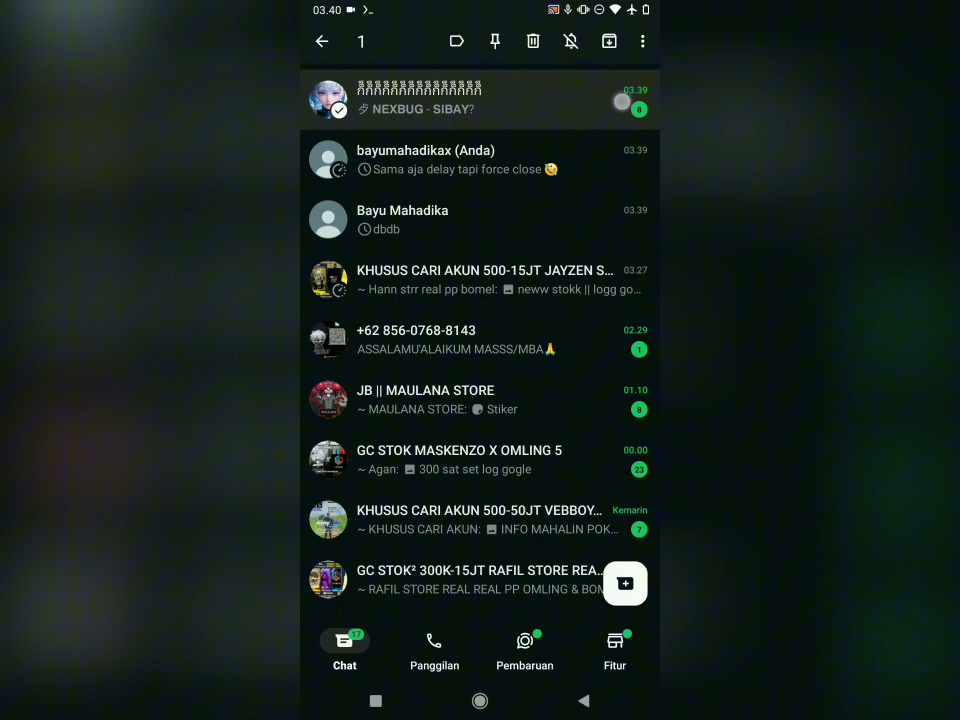 03.40
1
03.39
NEXBUG - SIBAY?
8
bayumahadikax (Anda)
03.39
Sama aja delay tapi force close 🤣
Bayu Mahadika
03.39
dbdb
KHUSUS CARI AKUN 500-15JT JAYZEN S...
03.27
~ Hann strr real pp bomel: neww stokk || logg go...
+62 856-0768-8143
02.29
ASSALAMU'ALAIKUM MASSS/MBA🙏
1
JB || MAULANA STORE
01.10
~ MAULANA STORE: Stiker
8
GC STOK MASKENZO X OMLING 5
00.00
~ Agan: 300 sat set log gogle
23
KHUSUS CARI AKUN 500-50JT VEBBOY...
Kemarin
~ KHUSUS CARI AKUN: INFO MAHALIN POK...
7
GC STOK² 300K-15JT RAFIL STORE REA...
~ RAFIL STORE REAL REAL PP OMLING & BOM
17
Chat
Panggilan
Pembaruan
Fitur